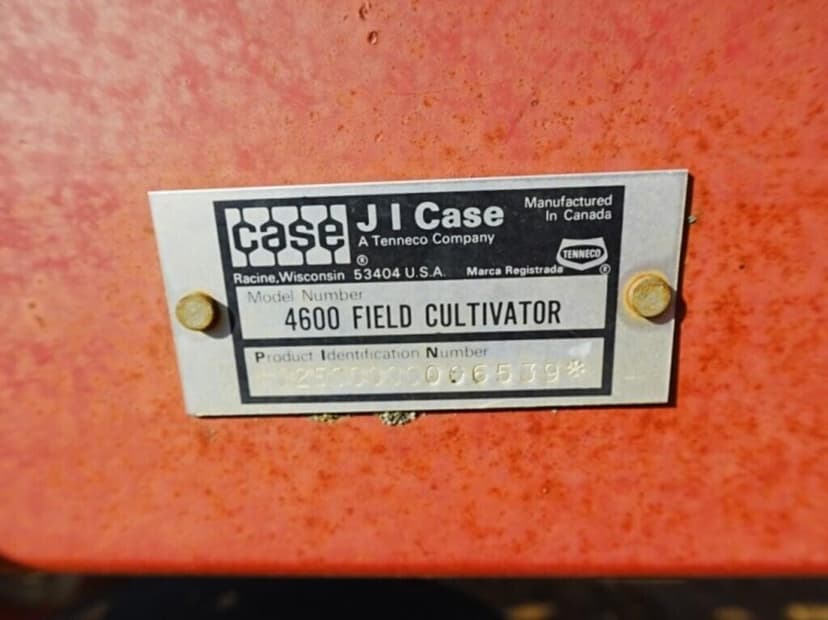 case
®
J I Case
A Tenneco Company
Manufactured
In Canada
TENNECO
®
Racine, Wisconsin 53404 U.S.A.
Marca Registrada
Model Number
4600 FIELD CULTIVATOR
Product Identification Number